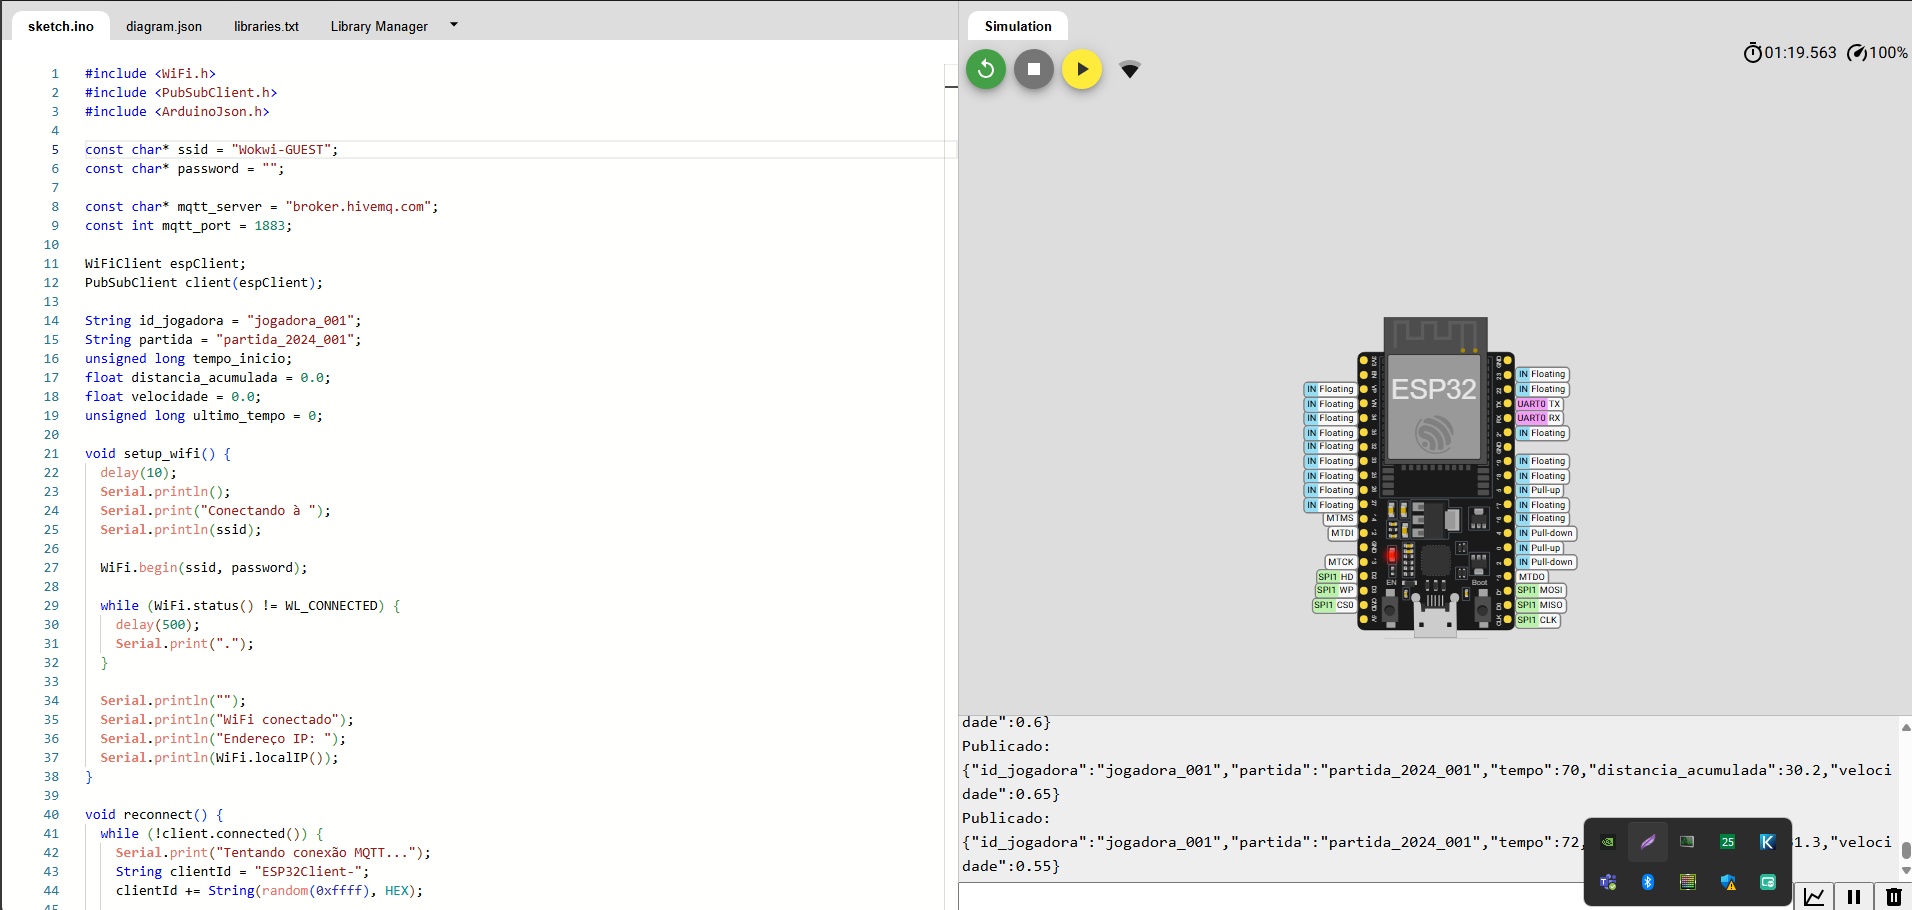 sketch.ino diagram.json libraries.txt Library Manager
1 #include <WiFi.h>
2 #include <PubSubClient.h>
3 #include <ArduinoJson.h>
4
5 const char* ssid = "Wokwi-GUEST";
6 const char* password = "";
7
8 const char* mqtt_server = "broker.hivemq.com";
9 const int mqtt_port = 1883;
10
11 WiFiClient espClient;
12 PubSubClient client(espClient);
13
14 String id_jogadora = "jogadora_001";
15 String partida = "partida_2024_001";
16 unsigned long tempo_inicio;
17 float distancia_acumulada = 0.0;
18 float velocidade = 0.0;
19 unsigned long ultimo_tempo = 0;
20
21 void setup_wifi() {
22 delay(10);
23 Serial.println();
24 Serial.print("Conectando à ");
25 Serial.println(ssid);
26
27 WiFi.begin(ssid, password);
28
29 while (WiFi.status() != WL_CONNECTED) {
30 delay(500);
31 Serial.print(".");
32 }
33
34 Serial.println("");
35 Serial.println("WiFi conectado");
36 Serial.println("Endereço IP: ");
37 Serial.println(WiFi.localIP());
38 }
39
40 void reconnect() {
41 while (!client.connected()) {
42 Serial.print("Tentando conexão MQTT...");
43 String clientId = "ESP32Client-";
44 clientId += String(random(0xffff), HEX);
45
Simulation
01:19.563 100%
ESP32
EN Boot
IN Floating
IN Floating
IN Floating
IN Floating
IN Floating
IN Floating
IN Floating
IN Floating
IN Floating
MTMS
MTDI
MTCK
SPI1 HD
SPI1 WP
SPI1 CS0
IN Floating
IN Floating
UART0 TX
UART0 RX
IN Floating
IN Floating
IN Floating
IN Pull-up
IN Floating
IN Floating
IN Pull-down
IN Pull-up
IN Pull-down
MTDO
SPI1 MOSI
SPI1 MISO
SPI1 CLK
dade":0.6}
Publicado:
{"id_jogadora":"jogadora_001","partida":"partida_2024_001","tempo":70,"distancia_acumulada":30.2,"veloci
dade":0.65}
Publicado:
{"id_jogadora":"jogadora_001","partida":"partida_2024_001","tempo":72, 1.3,"veloci
dade":0.55}
25 K